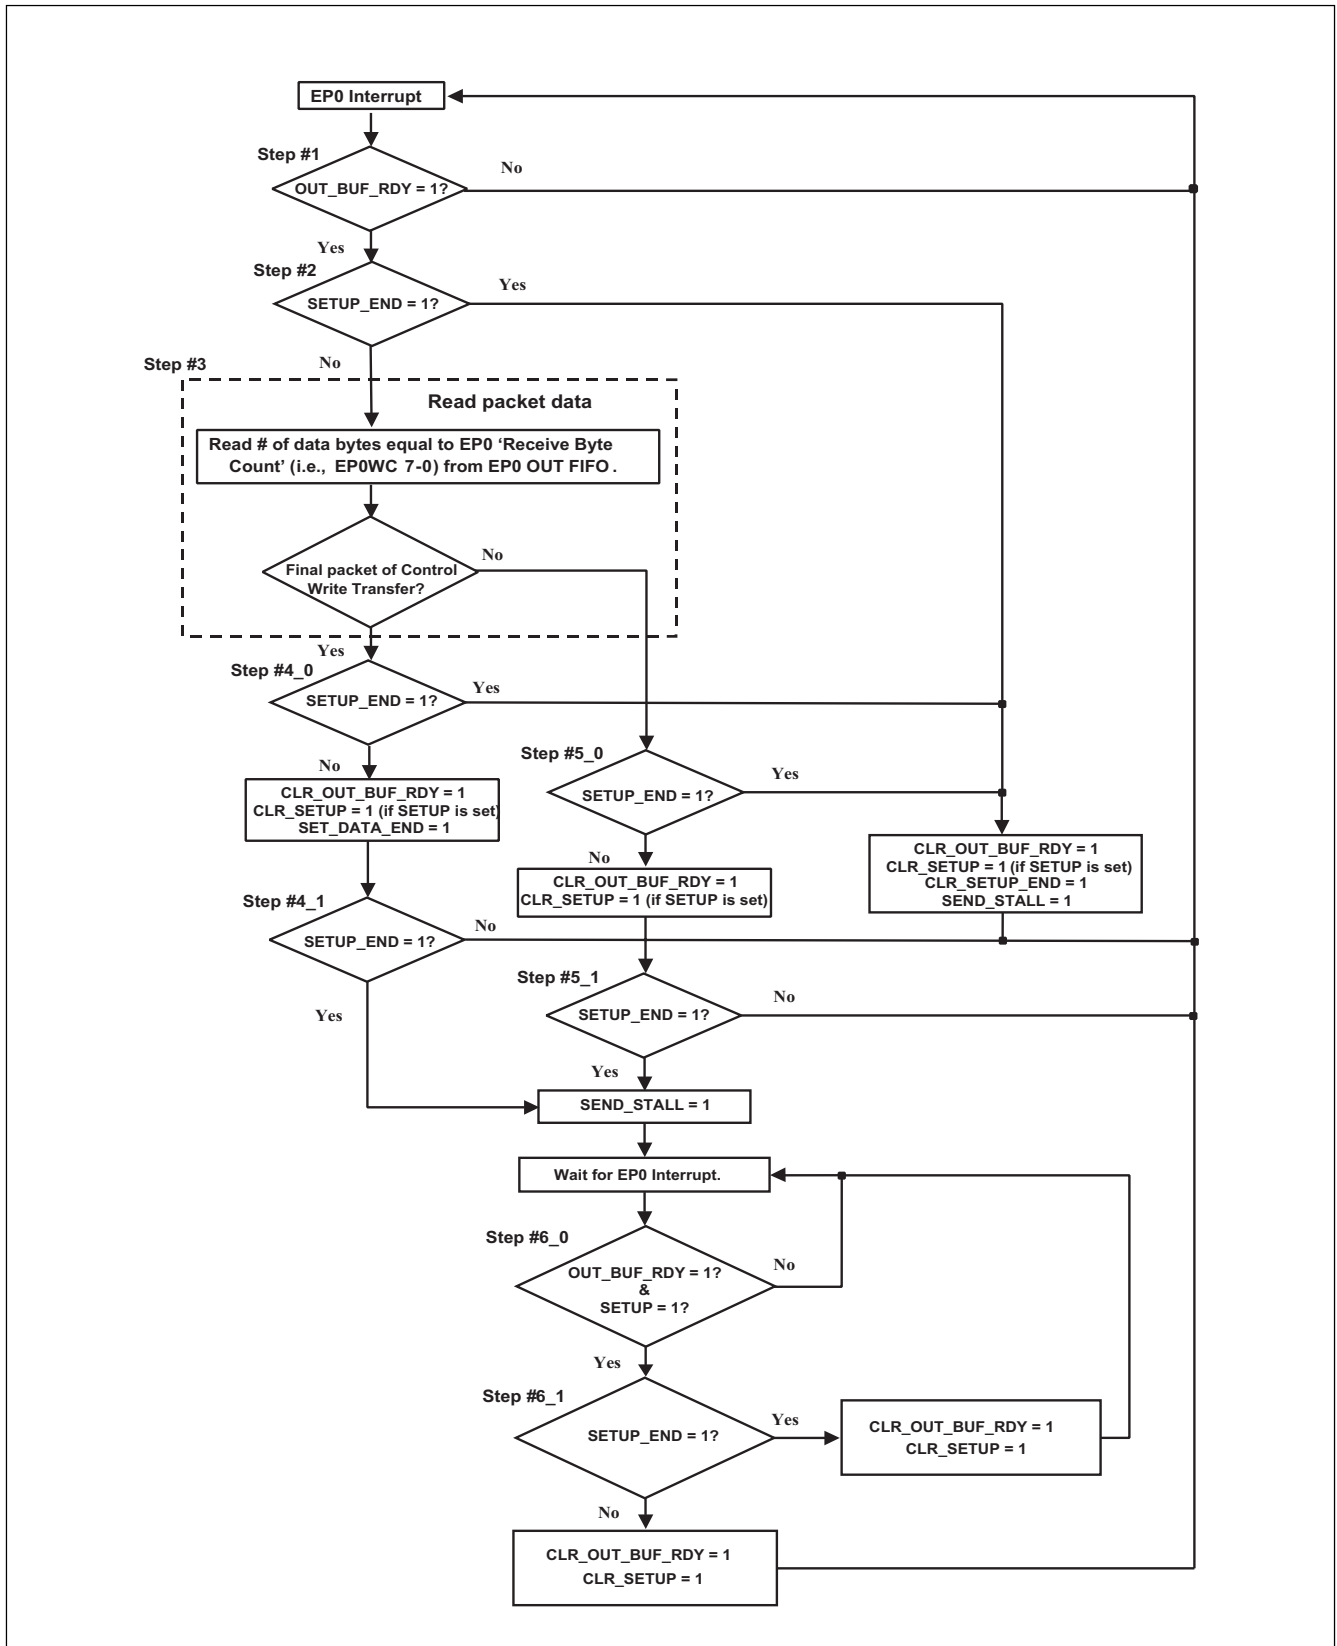 EP0 Interrupt
Step #1
No
OUT_BUF_RDY = 1?
Yes
Step #2
Yes
SETUP_END = 1?
No
Step #3
Read packet data
Read # of data bytes equal to EP0 ‘Receive Byte
Count’ (i.e., EP0WC 7-0) from EP0 OUT FIFO.
No
Final packet of Control
Write Transfer?
Yes
Step #4_0
Yes
SETUP_END = 1?
No
CLR_OUT_BUF_RDY = 1
CLR_SETUP = 1 (if SETUP is set)
SET_DATA_END = 1
Step #5_0
Yes
SETUP_END = 1?
No
CLR_OUT_BUF_RDY = 1
CLR_SETUP = 1 (if SETUP is set)
CLR_OUT_BUF_RDY = 1
CLR_SETUP = 1 (if SETUP is set)
CLR_SETUP_END = 1
SEND_STALL = 1
Step #4_1
No
SETUP_END = 1?
Yes
Step #5_1
No
SETUP_END = 1?
Yes
SEND_STALL = 1
Wait for EP0 Interrupt.
Step #6_0
No
OUT_BUF_RDY = 1?
&
SETUP = 1?
Yes
Step #6_1
Yes
SETUP_END = 1?
CLR_OUT_BUF_RDY = 1
CLR_SETUP = 1
No
CLR_OUT_BUF_RDY = 1
CLR_SETUP = 1